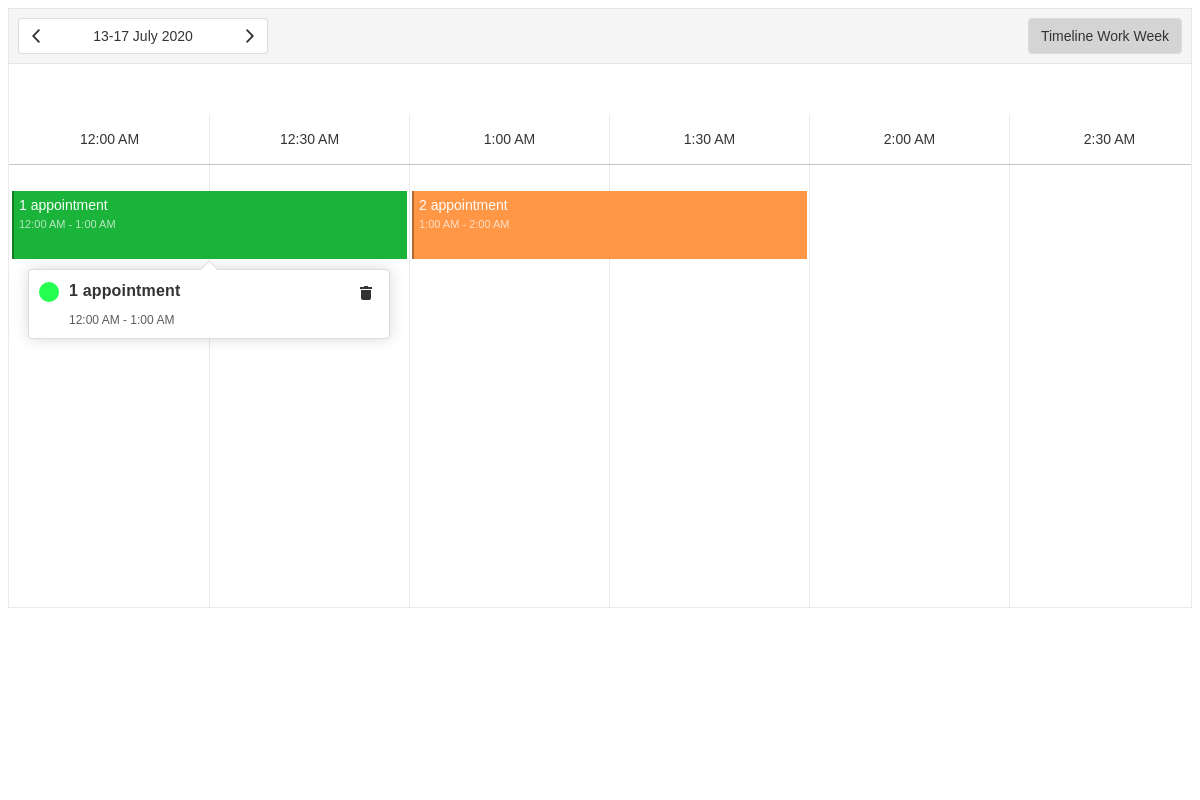 13-17 July 2020
Timeline Work Week
12:00 AM
12:30 AM
1:00 AM
1:30 AM
2:00 AM
2:30 AM
1 appointment
12:00 AM - 1:00 AM
2 appointment
1:00 AM - 2:00 AM
1 appointment
12:00 AM - 1:00 AM